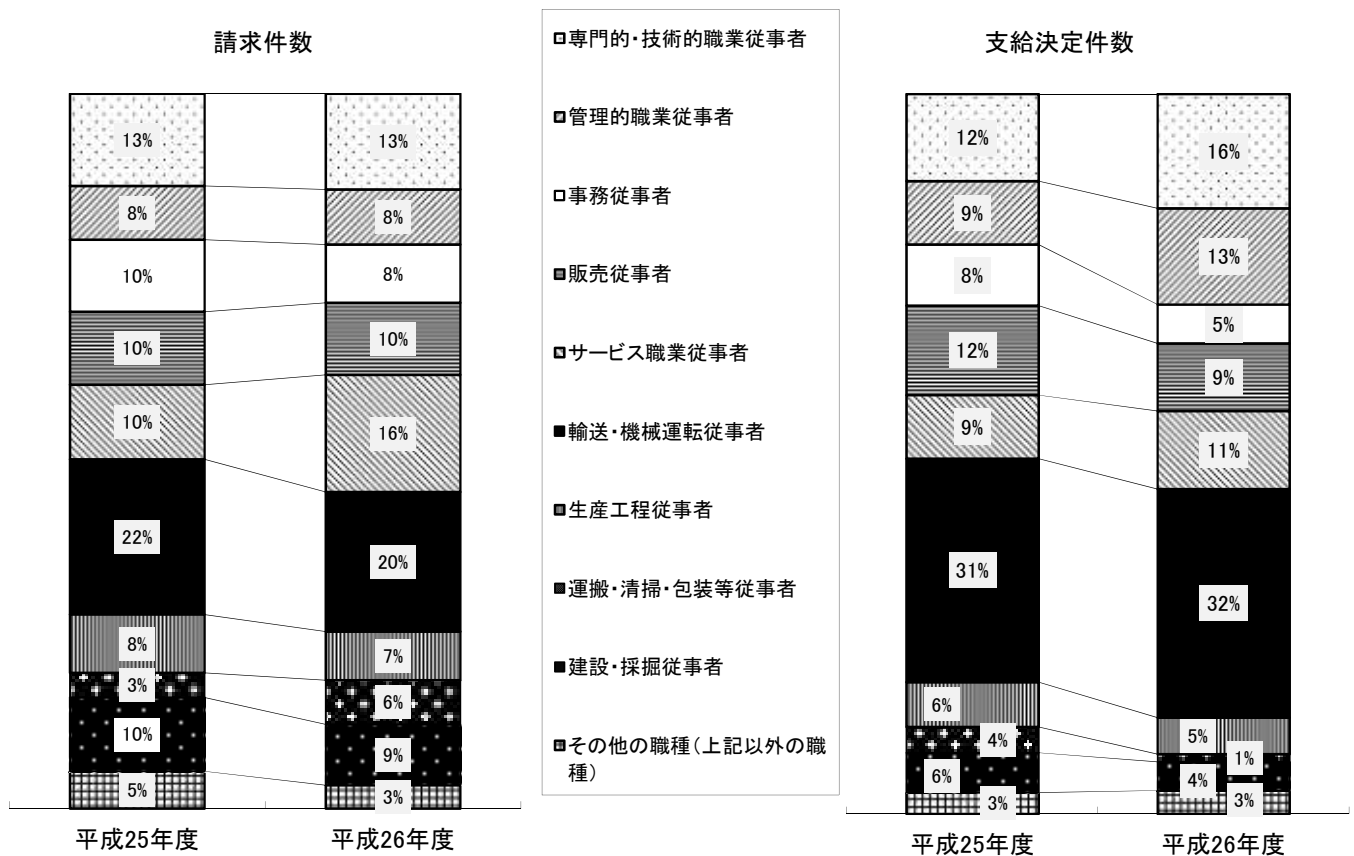 請求件数
13%
8%
10%
10%
10%
22%
8%
3%
10%
5%
13%
8%
8%
10%
16%
20%
7%
6%
9%
3%
平成25年度
平成26年度
専門的・技術的職業従事者
管理的職業従事者
事務従事者
販売従事者
サービス職業従事者
輸送・機械運転従事者
生産工程従事者
運搬・清掃・包装等従事者
建設・採掘従事者
その他の職種（上記以外の職
種）
支給決定件数
12%
9%
8%
12%
9%
31%
6%
4%
6%
3%
16%
13%
5%
9%
11%
32%
5%
1%
4%
3%
平成25年度
平成26年度